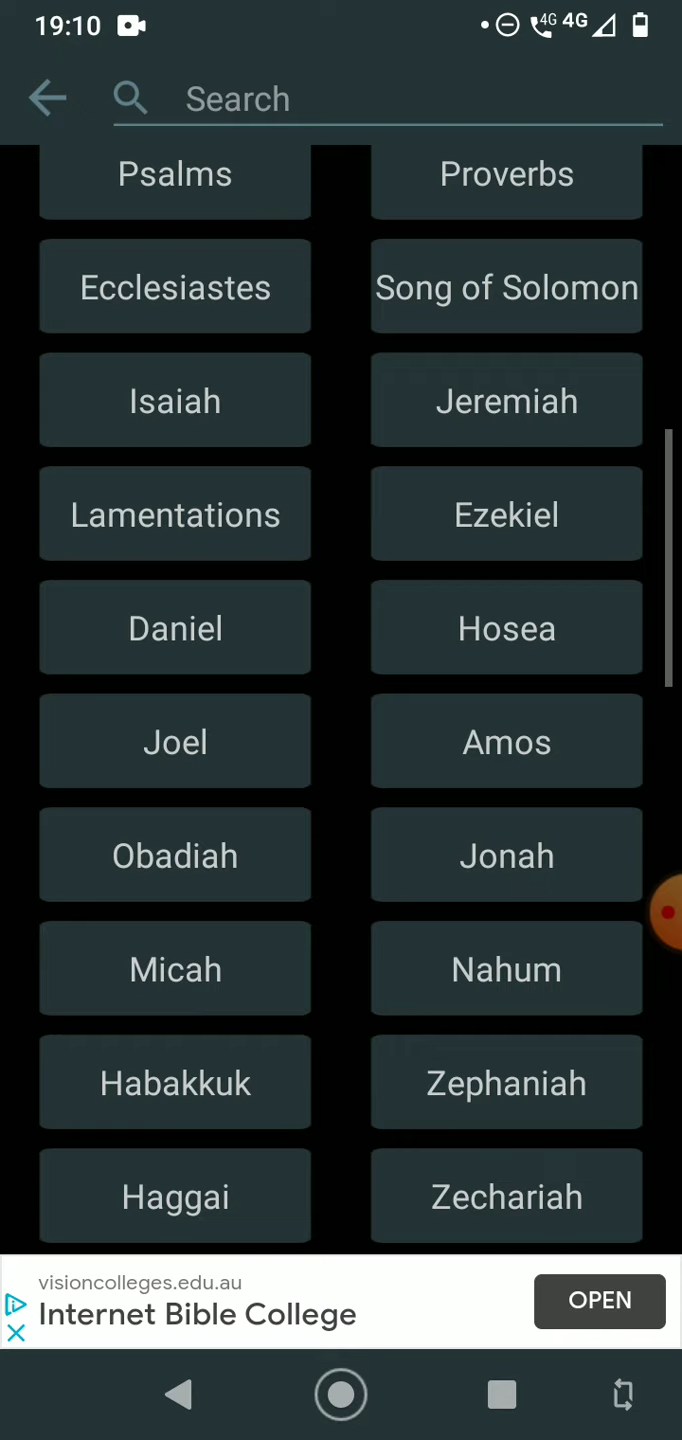 19:10
4G 4G
Search
Psalms Proverbs
Ecclesiastes Song of Solomon
Isaiah Jeremiah
Lamentations Ezekiel
Daniel Hosea
Joel Amos
Obadiah Jonah
Micah Nahum
Habakkuk Zephaniah
Haggai Zechariah
visioncolleges.edu.au
Internet Bible College
OPEN